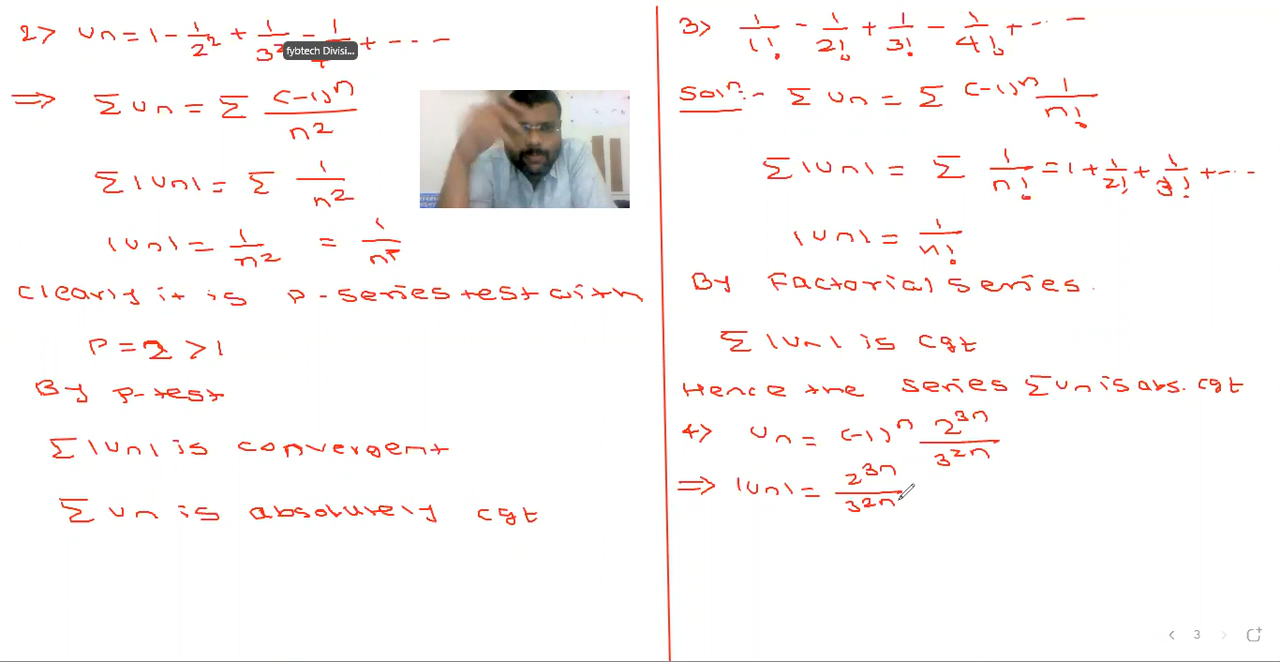 2> Un = 1 - 1/2² + 1/3² - 1/ + ----
fybtech Divisi...
⇒ Σ Un = Σ (-1)ⁿ/n²
Σ |Un| = Σ 1/n²
|Un| = 1/n² = 1/nᴾ
Clearly it is P-series test with
P = 2 > 1
By P-test
Σ |Un| is convergent
Σ Un is absolutely cgt
3> 1/1! - 1/2! + 1/3! - 1/4! + ----
Solⁿ:- Σ Un = Σ (-1)ⁿ 1/n!
Σ |Un| = Σ 1/n! = 1 + 1/2! + 1/3! + ----
|Un| = 1/n!
By Factorial Series.
Σ |Un| is cgt
Hence the series Σ Un is abs. cgt
4> Un = (-1)ⁿ 2³ⁿ/3²ⁿ
⇒ |Un| = 2³ⁿ/3²ⁿ
< 3 >